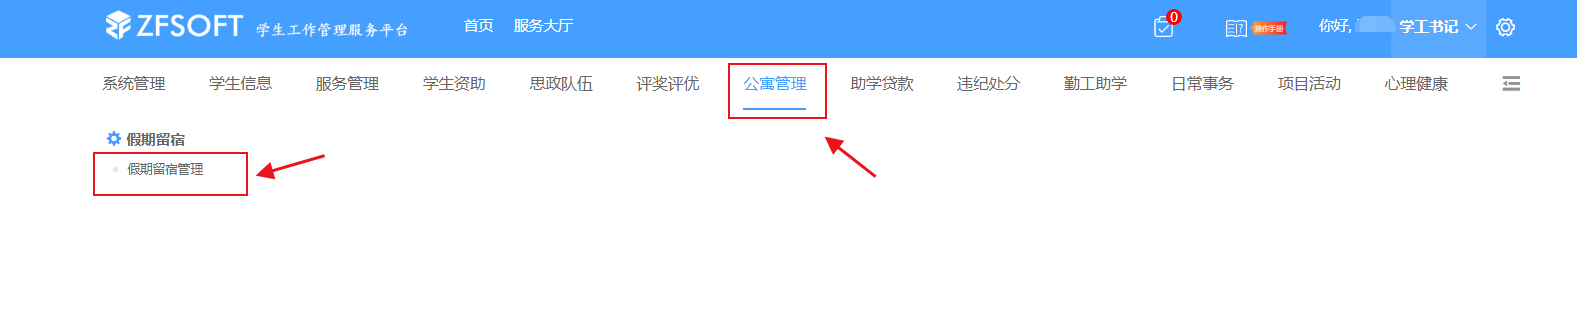 ZFSOFT 学生工作管理服务平台 首页 服务大厅 0 操作手册 你好, 学工书记
系统管理 学生信息 服务管理 学生资助 思政队伍 评奖评优 公寓管理 助学贷款 违纪处分 勤工助学 日常事务 项目活动 心理健康
假期留宿
假期留宿管理